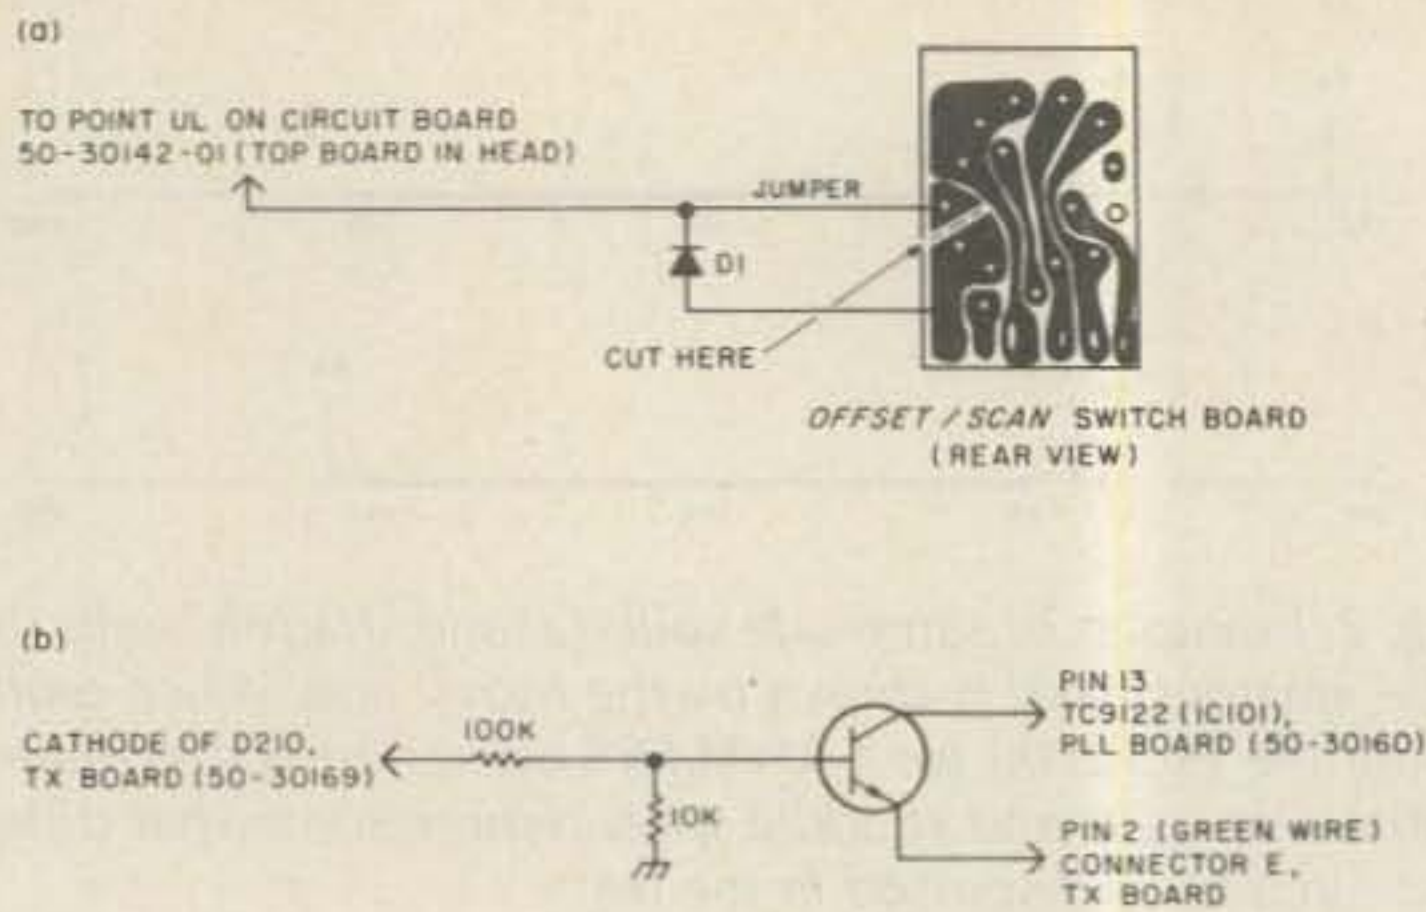 (a)
TO POINT UL ON CIRCUIT BOARD
50-30142-01 (TOP BOARD IN HEAD)
JUMPER
D1
CUT HERE
OFFSET / SCAN SWITCH BOARD
(REAR VIEW)
(b)
CATHODE OF D210,
TX BOARD (50-30169)
100K
10K
PIN 13
TC9122 (IC101),
PLL BOARD (50-30160)
PIN 2 (GREEN WIRE)
CONNECTOR E,
TX BOARD